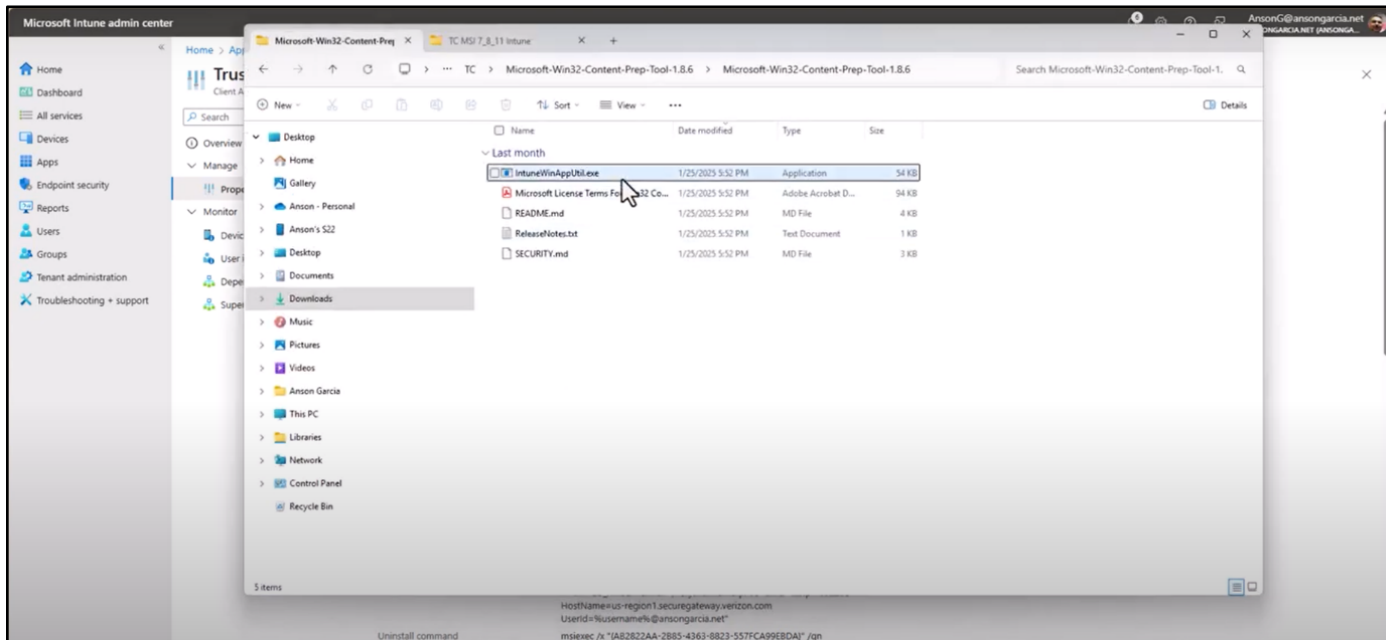 Microsoft Intune admin center
AnsonG@ansongarcia.net
ONGARCIA.NET (ANSONGA...
Home > App
Trus
Client A
Search
Overview
Manage
Prope
Monitor
Devic
User i
Depe
Super
Home
Dashboard
All services
Devices
Apps
Endpoint security
Reports
Users
Groups
Tenant administration
Troubleshooting + support
Microsoft-Win32-Content-Prep
TC MSI 7_8_11 Intune
TC > Microsoft-Win32-Content-Prep-Tool-1.8.6 > Microsoft-Win32-Content-Prep-Tool-1.8.6
Search Microsoft-Win32-Content-Prep-Tool-1.
New
Sort
View
Details
Desktop
Home
Gallery
Anson - Personal
Anson's S22
Desktop
Documents
Downloads
Music
Pictures
Videos
Anson Garcia
This PC
Libraries
Network
Control Panel
Recycle Bin
Name Date modified Type Size
Last month
IntuneWinAppUtil.exe 1/25/2025 5:52 PM Application 54 KB
Microsoft License Terms Fo 32 Co... 1/25/2025 5:52 PM Adobe Acrobat D... 94 KB
README.md 1/25/2025 5:52 PM MD File 4 KB
ReleaseNotes.txt 1/25/2025 5:52 PM Text Document 1 KB
SECURITY.md 1/25/2025 5:52 PM MD File 3 KB
5 items
HostName=us-region1.securegateway.verizon.com
Userid=%username%@ansongarcia.net"
Uninstall command msiexec /x "{A82822AA-2B85-4363-8823-557FCA99EBDA}" /qn